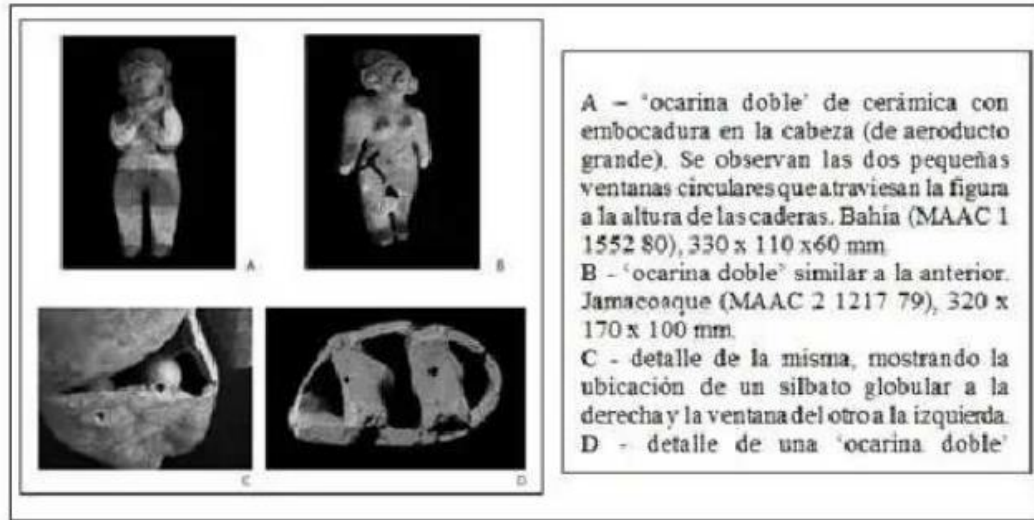 A
B
C
D
A – 'ocarina doble' de cerámica con
embocadura en la cabeza (de aeroducto
grande). Se observan las dos pequeñas
ventanas circulares que atraviesan la figura
a la altura de las caderas. Bahía (MAAC 1
1552 80), 330 x 110 x60 mm
B - 'ocarina doble' similar a la anterior.
Jamacoaque (MAAC 2 1217 79), 320 x
170 x 100 mm.
C - detalle de la misma, mostrando la
ubicación de un silbato globular a la
derecha y la ventana del otro a la izquierda.
D - detalle de una 'ocarina doble'